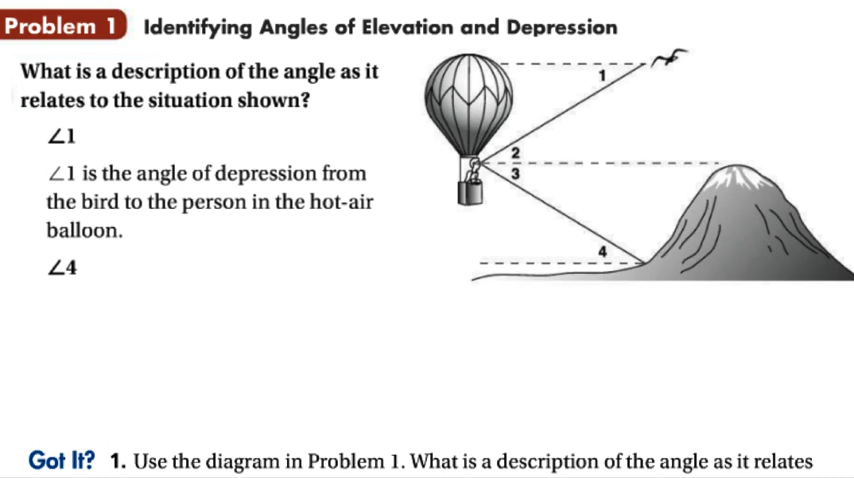 Problem 1 Identifying Angles of Elevation and Depression
What is a description of the angle as it
relates to the situation shown?
∠1
∠1 is the angle of depression from
the bird to the person in the hot-air
balloon.
∠4
1
2
3
4
Got It? 1. Use the diagram in Problem 1. What is a description of the angle as it relates